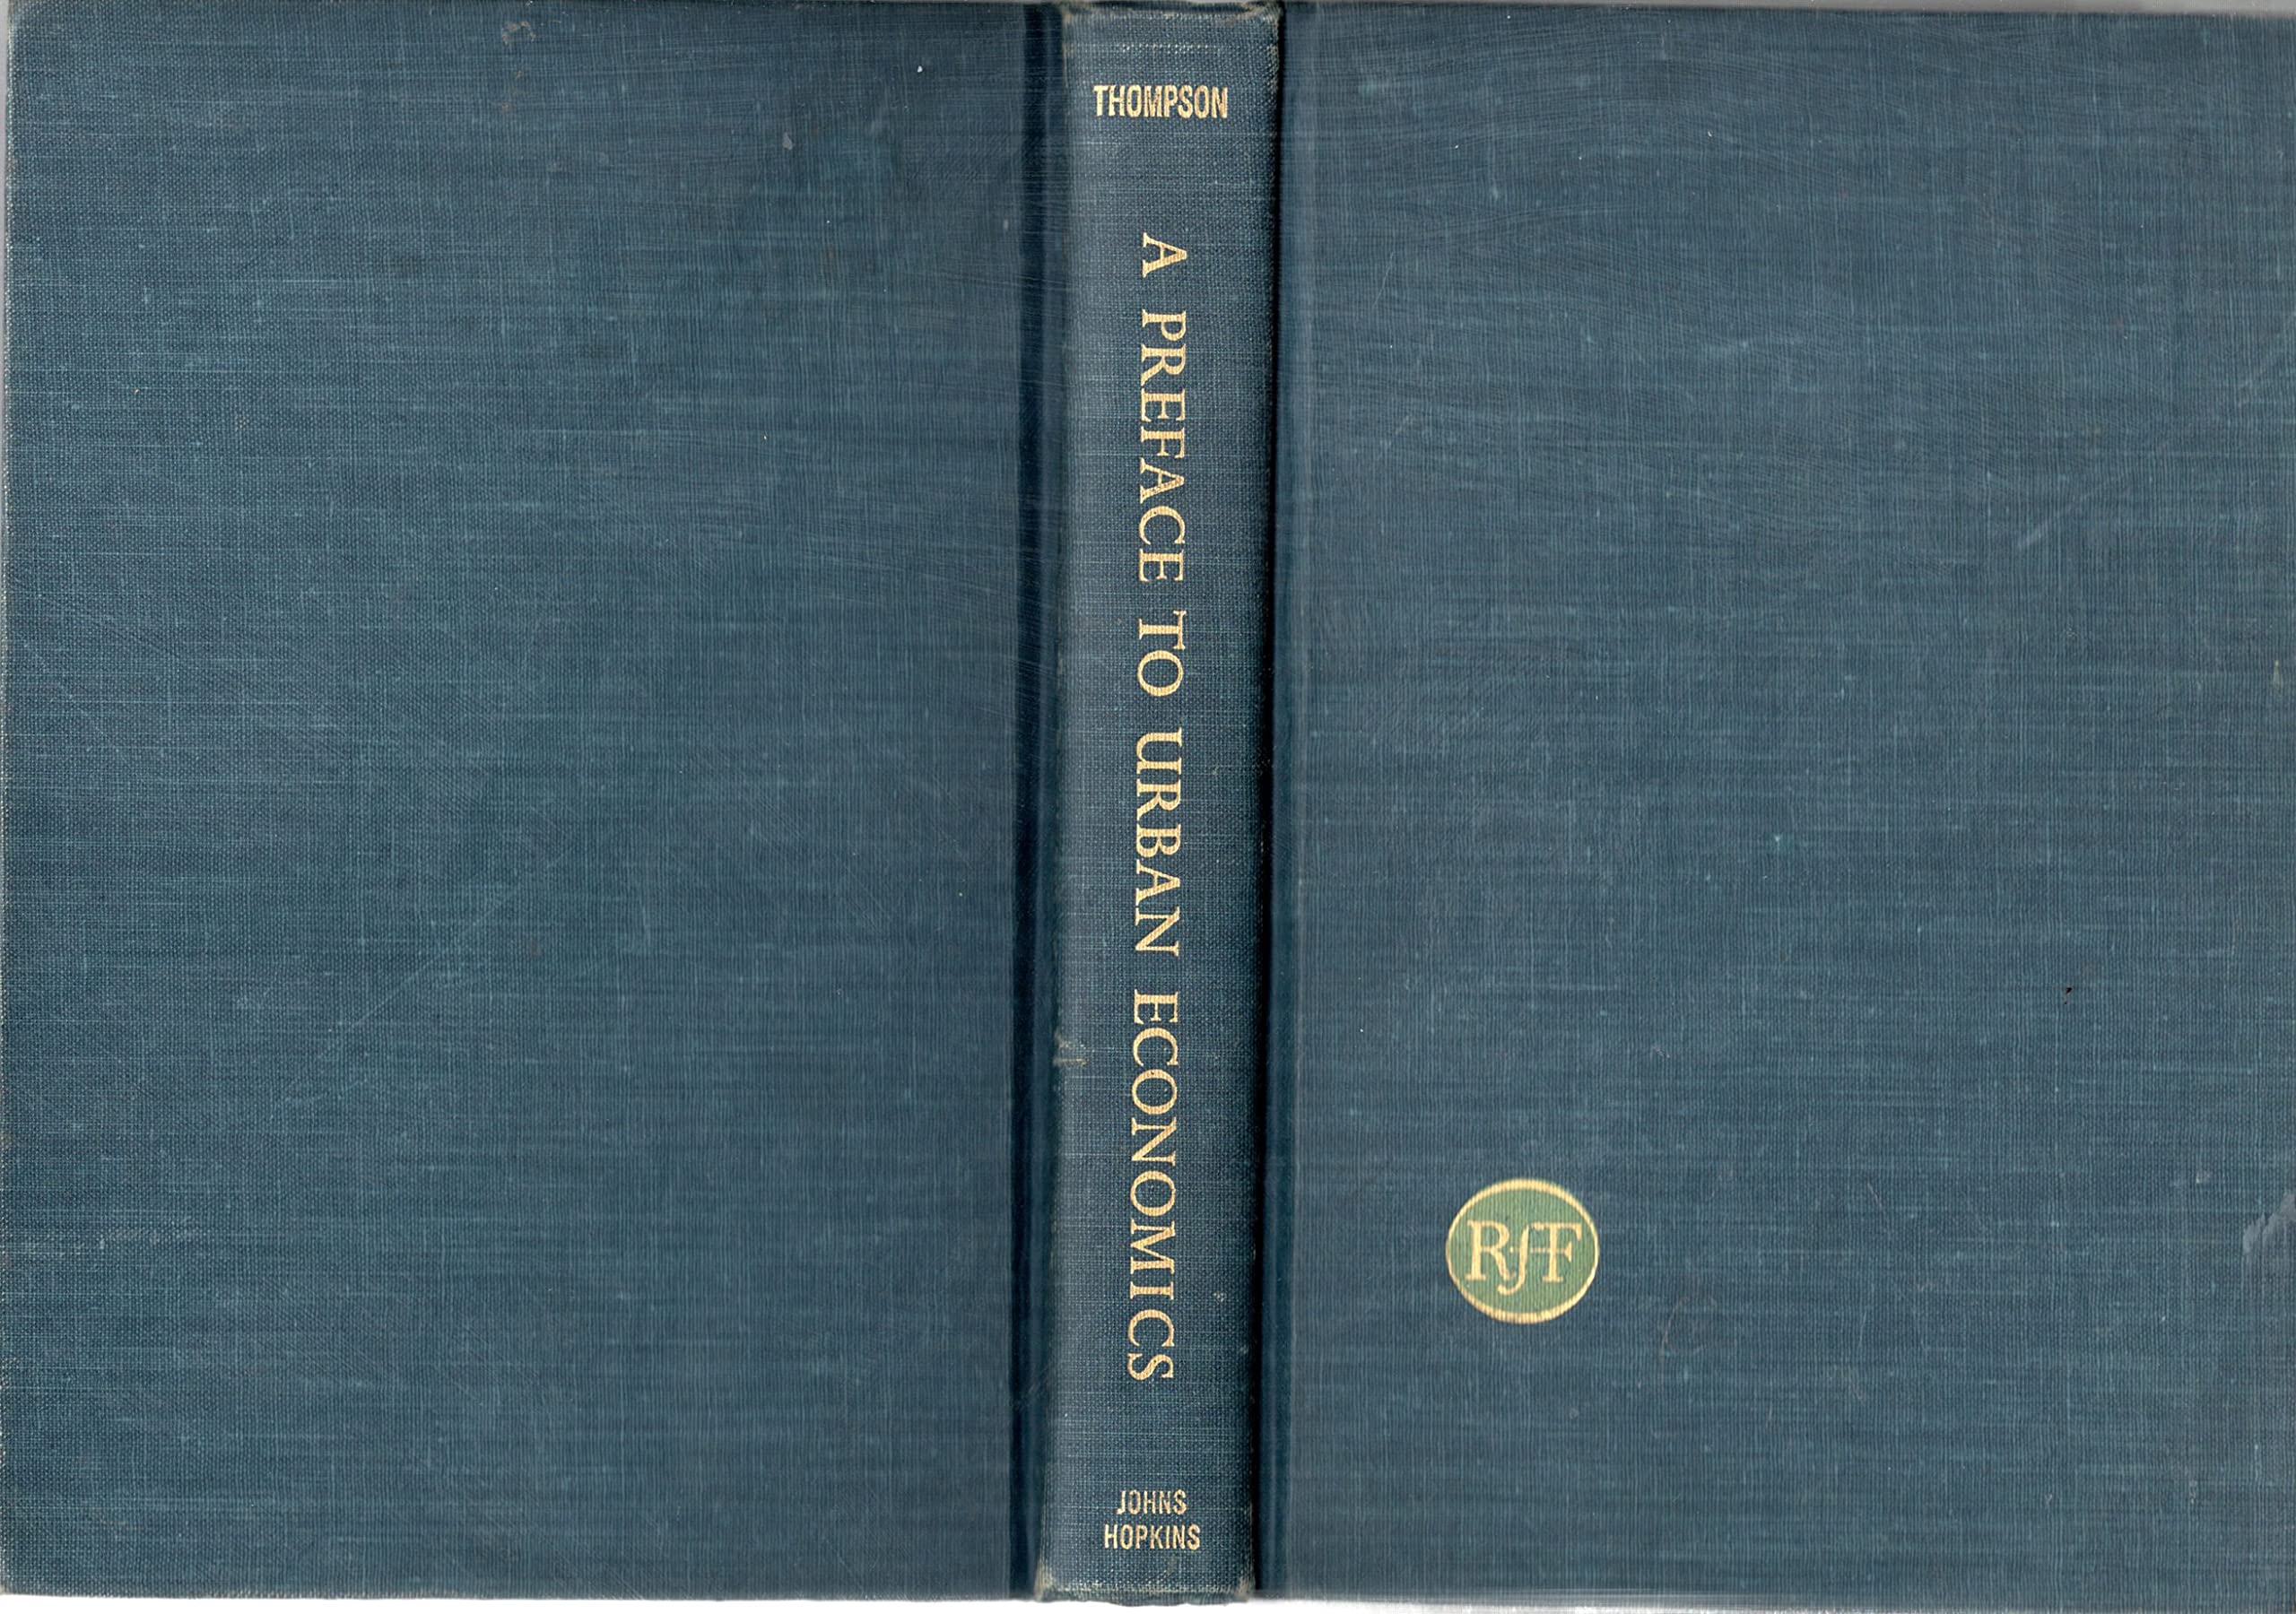 THOMPSON
A PREFACE TO URBAN ECONOMICS
JOHNS
HOPKINS
RfF